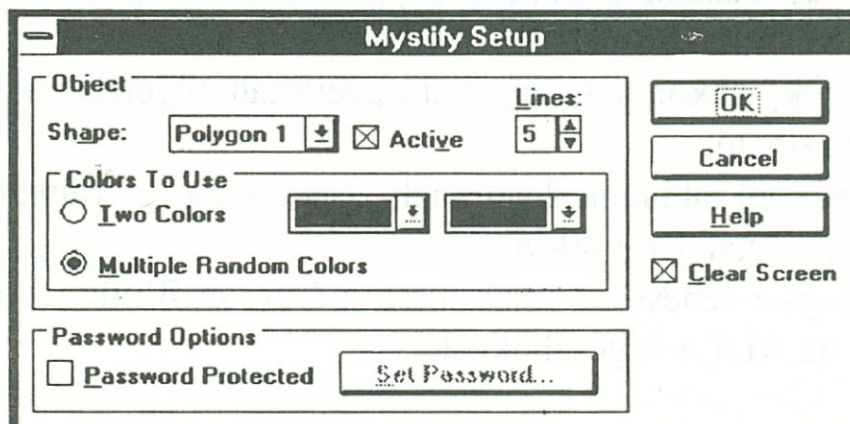 Mystify Setup
Object
Shape: Polygon 1 Active Lines: 5
Colors To Use
Two Colors
Multiple Random Colors
Password Options
Password Protected Set Password...
OK
Cancel
Help
Clear Screen